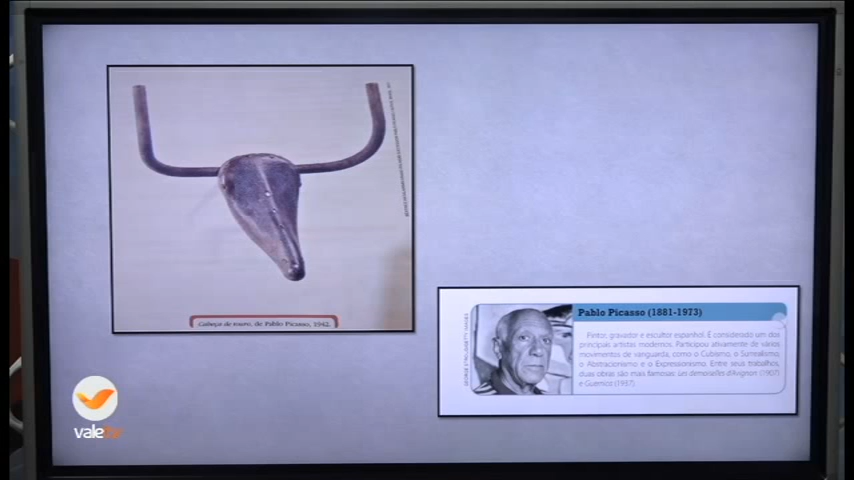 Cabeça de touro, de Pablo Picasso, 1942.
Pablo Picasso (1881-1973)
Pintor, gravador e escultor espanhol. É considerado um dos
principais artistas modernos. Participou ativamente de vários
movimentos de vanguarda, como o Cubismo, o Surrealismo,
o Abstracionismo e o Expressionismo. Entre seus trabalhos,
duas obras são mais famosas: Les demoiselles d'Avignon (1907)
e Guernica (1937).
vale